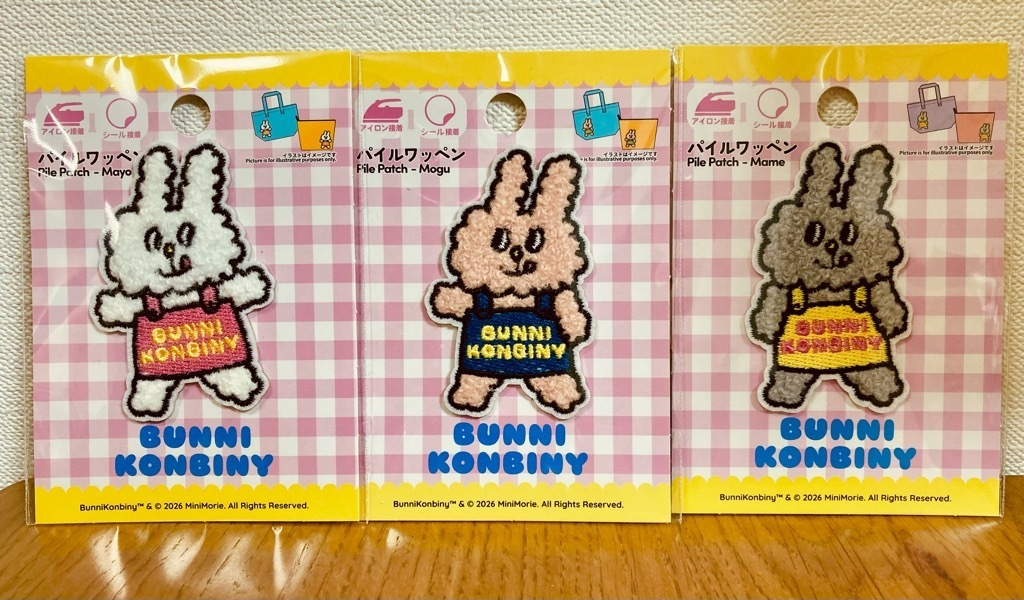 アイロン接着
シール接着
パイルワッペン
Pile Patch - Mayo
イラストはイメージです
Picture is for illustrative purposes only.
BUNNI
KONBINY
BUNNI
KONBINY
BunniKonbiny™ & © 2026 MiniMorie. All Rights Reserved.
アイロン接着
シール接着
パイルワッペン
Pile Patch - Mogu
イラストはイメージです
is for illustrative purposes only.
BUNNI
KONBINY
BUNNI
KONBINY
BunniKonbiny™ & © 2026 MiniMorie. All Rights Reserved.
アイロン接着
シール接着
パイルワッペン
Pile Patch - Mame
イラストはイメージです
Picture is for illustrative purposes only.
BUNNI
KONBINY
BUNNI
KONBINY
BunniKonbiny™ & © 2026 MiniMorie. All Rights Reserved.